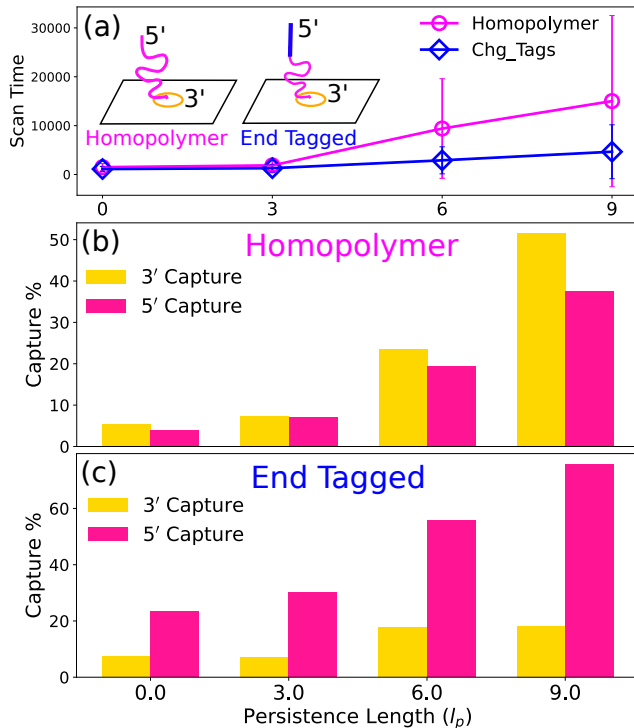 (a)
Homopolymer
Chg_Tags
5' 5'
3' 3'
Homopolymer End Tagged
Scan Time
30000
20000
10000
0
0 3 6 9
(b) Homopolymer
3′ Capture
5′ Capture
Capture %
50
40
30
20
10
0
(c) End Tagged
3′ Capture
5′ Capture
Capture %
60
40
20
0
0.0 3.0 6.0 9.0
Persistence Length (lₚ)